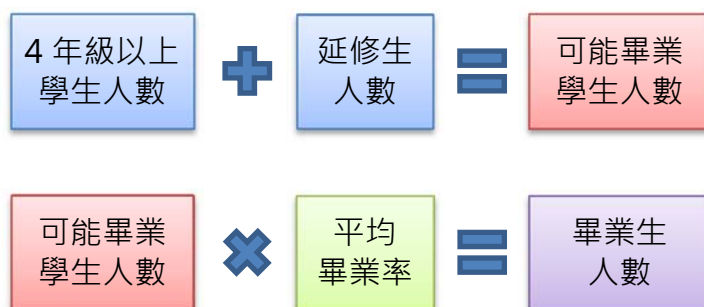 4 年級以上
學生人數
延修生
人數
可能畢業
學生人數
可能畢業
學生人數
平均
畢業率
畢業生
人數